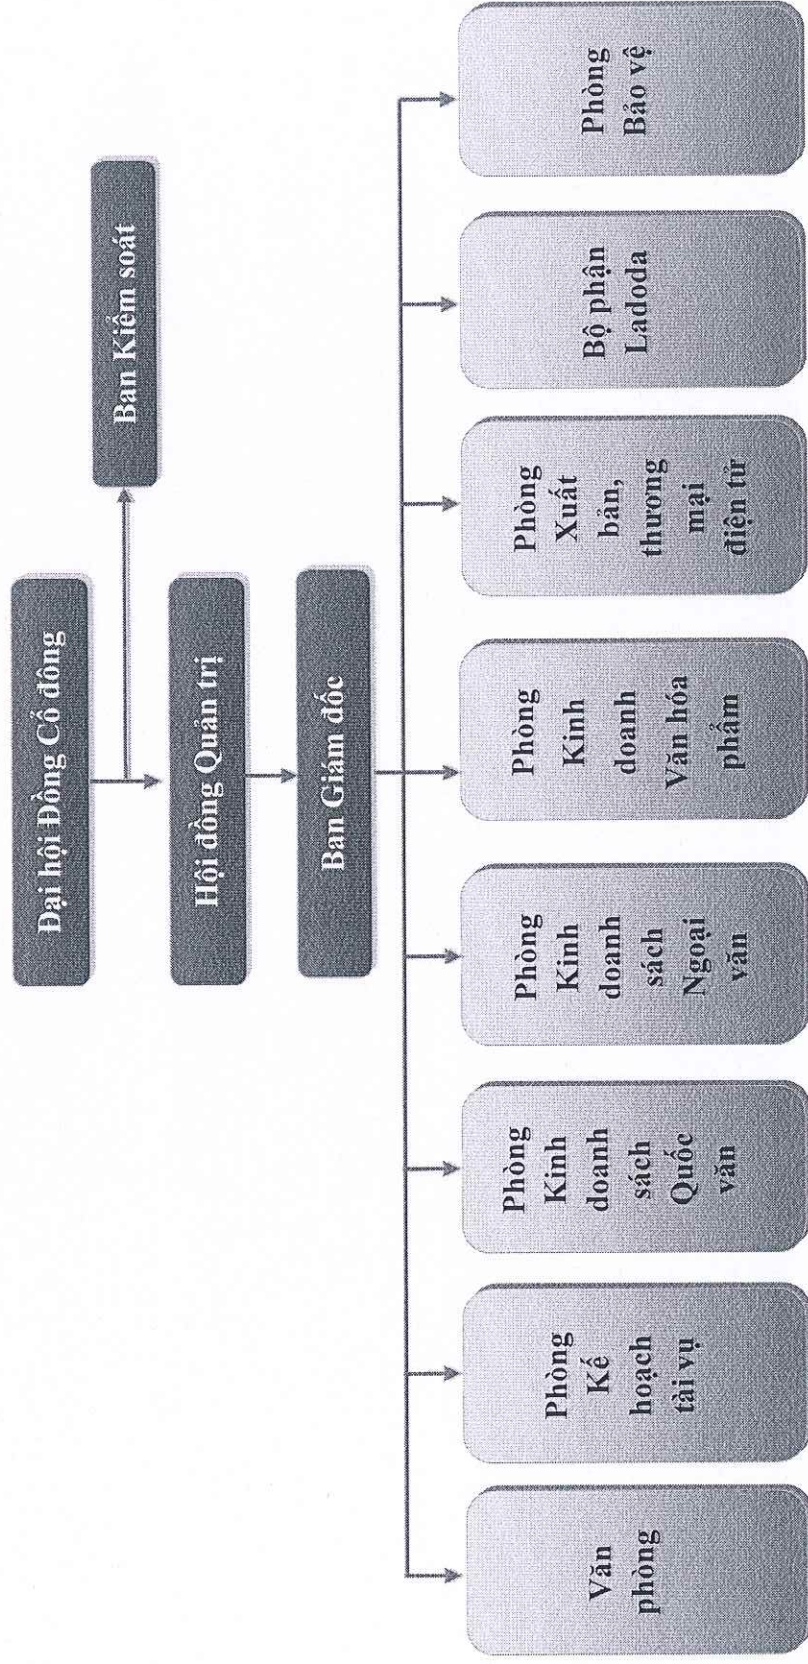 Đại hội Đồng Cổ đông
Ban Kiểm soát
Hội đồng Quản trị
Ban Giám đốc
Văn
phòng
Phòng
Kế
hoạch
tài vụ
Phòng
Kinh
doanh
sách
Quốc
văn
Phòng
Kinh
doanh
sách
Ngoại
văn
Phòng
Kinh
doanh
Văn hóa
phẩm
Phòng
Xuất
bản,
thương
mại
điện tử
Bộ phận
Ladoda
Phòng
Bảo vệ